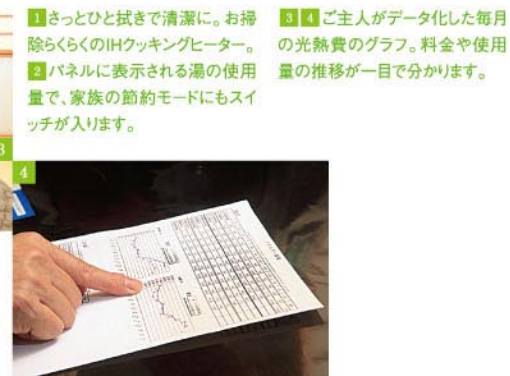 1 さっとひと拭きで清潔に。お掃
除らくらくのIHクッキングヒーター。
2 パネルに表示される湯の使用
量で、家族の節約モードにもスイ
ッチが入ります。
3 4 ご主人がデータ化した毎月
の光熱費のグラフ。料金や使用
量の推移が一目で分かります。
3
4